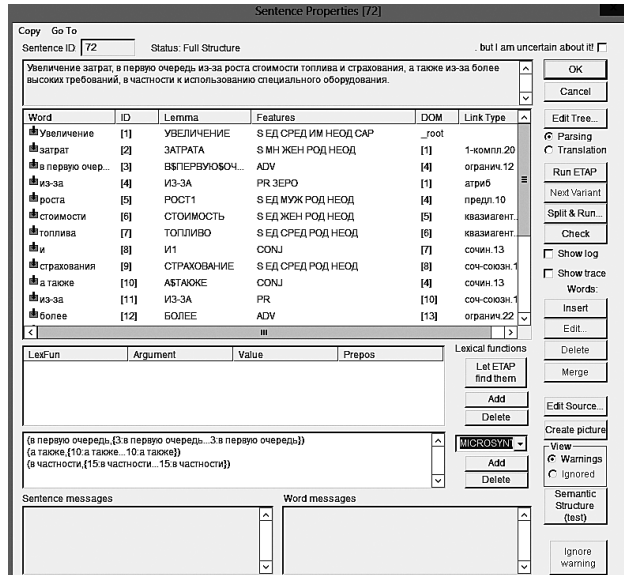 Sentence Properties [72]
Copy Go To
Sentence ID: 72 Status: Full Structure . but I am uncertain about it!
Увеличение затрат, в первую очередь из-за роста стоимости топлива и страхования, а также из-за более
высоких требований, в частности к использованию специального оборудования.
OK
Cancel
Word ID Lemma Features DOM Link Type
Увеличение [1] УВЕЛИЧЕНИЕ S ЕД СРЕД ИМ НЕОД САР _root
затрат [2] ЗАТРАТА S МН ЖЕН РОД НЕОД [1] 1-компл.20
в первую очер... [3] В$ПЕРВУЮ$ОЧ... ADV [4] огранич.12
из-за [4] ИЗ-ЗА PR ЗЕРО [1] атриб
роста [5] РОСТ1 S ЕД МУЖ РОД НЕОД [4] предл.10
стоимости [6] СТОИМОСТЬ S ЕД ЖЕН РОД НЕОД [5] квазиагент.
топлива [7] ТОПЛИВО S ЕД СРЕД РОД НЕОД [6] квазиагент.
и [8] И1 CONJ [7] сочин.13
страхования [9] СТРАХОВАНИЕ S ЕД СРЕД РОД НЕОД [8] соч-союзн.1
а также [10] А$ТАКЖЕ CONJ [4] сочин.13
из-за [11] ИЗ-ЗА PR [10] соч-союзн.1
более [12] БОЛЕЕ ADV [13] огранич.22
Edit Tree...
Parsing
Translation
Run ETAP
Next Variant
Split & Run...
Check
Show log
Show trace
Words:
Insert
Edit...
Delete
Merge
LexFun Argument Value Prepos
Lexical functions
Let ETAP
find them
Add
Delete
Edit Source...
Create picture
{в первую очередь,{3:в первую очередь...3:в первую очередь}}
{а также,{10:а также...10:а также}}
{в частности,{15:в частности...15:в частности}}
MICROSYNT
Add
Delete
View
Warnings
Ignored
Semantic
Structure
(test)
Sentence messages Word messages
Ignore
warning